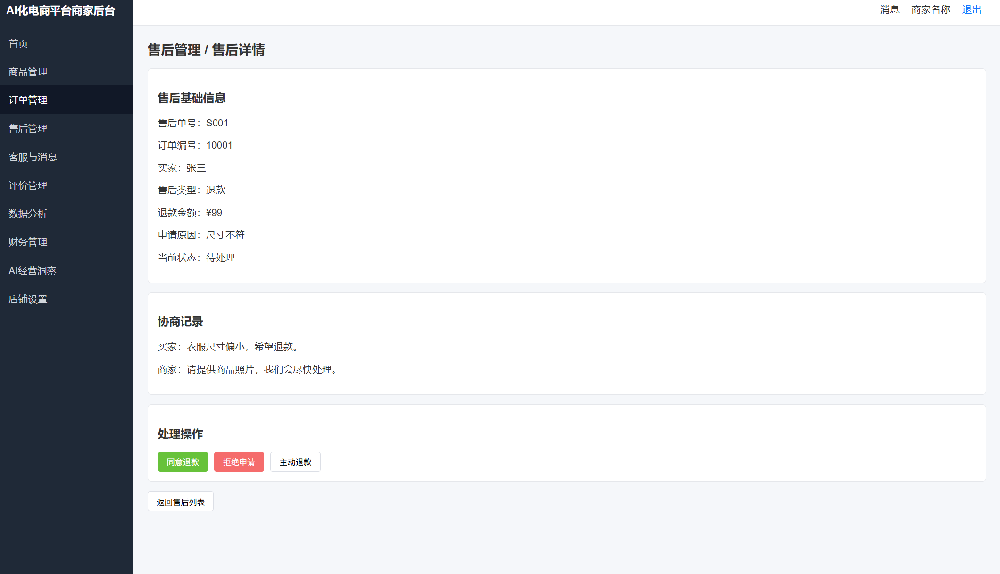 AI化电商平台商家后台
消息 商家名称 退出
首页
商品管理
订单管理
售后管理
客服与消息
评价管理
数据分析
财务管理
AI经营洞察
店铺设置
售后管理 / 售后详情
售后基础信息
售后单号：S001
订单编号：10001
买家：张三
售后类型：退款
退款金额：¥99
申请原因：尺寸不符
当前状态：待处理
协商记录
买家：衣服尺寸偏小，希望退款。
商家：请提供商品照片，我们会尽快处理。
处理操作
同意退款 拒绝申请 主动退款
返回售后列表